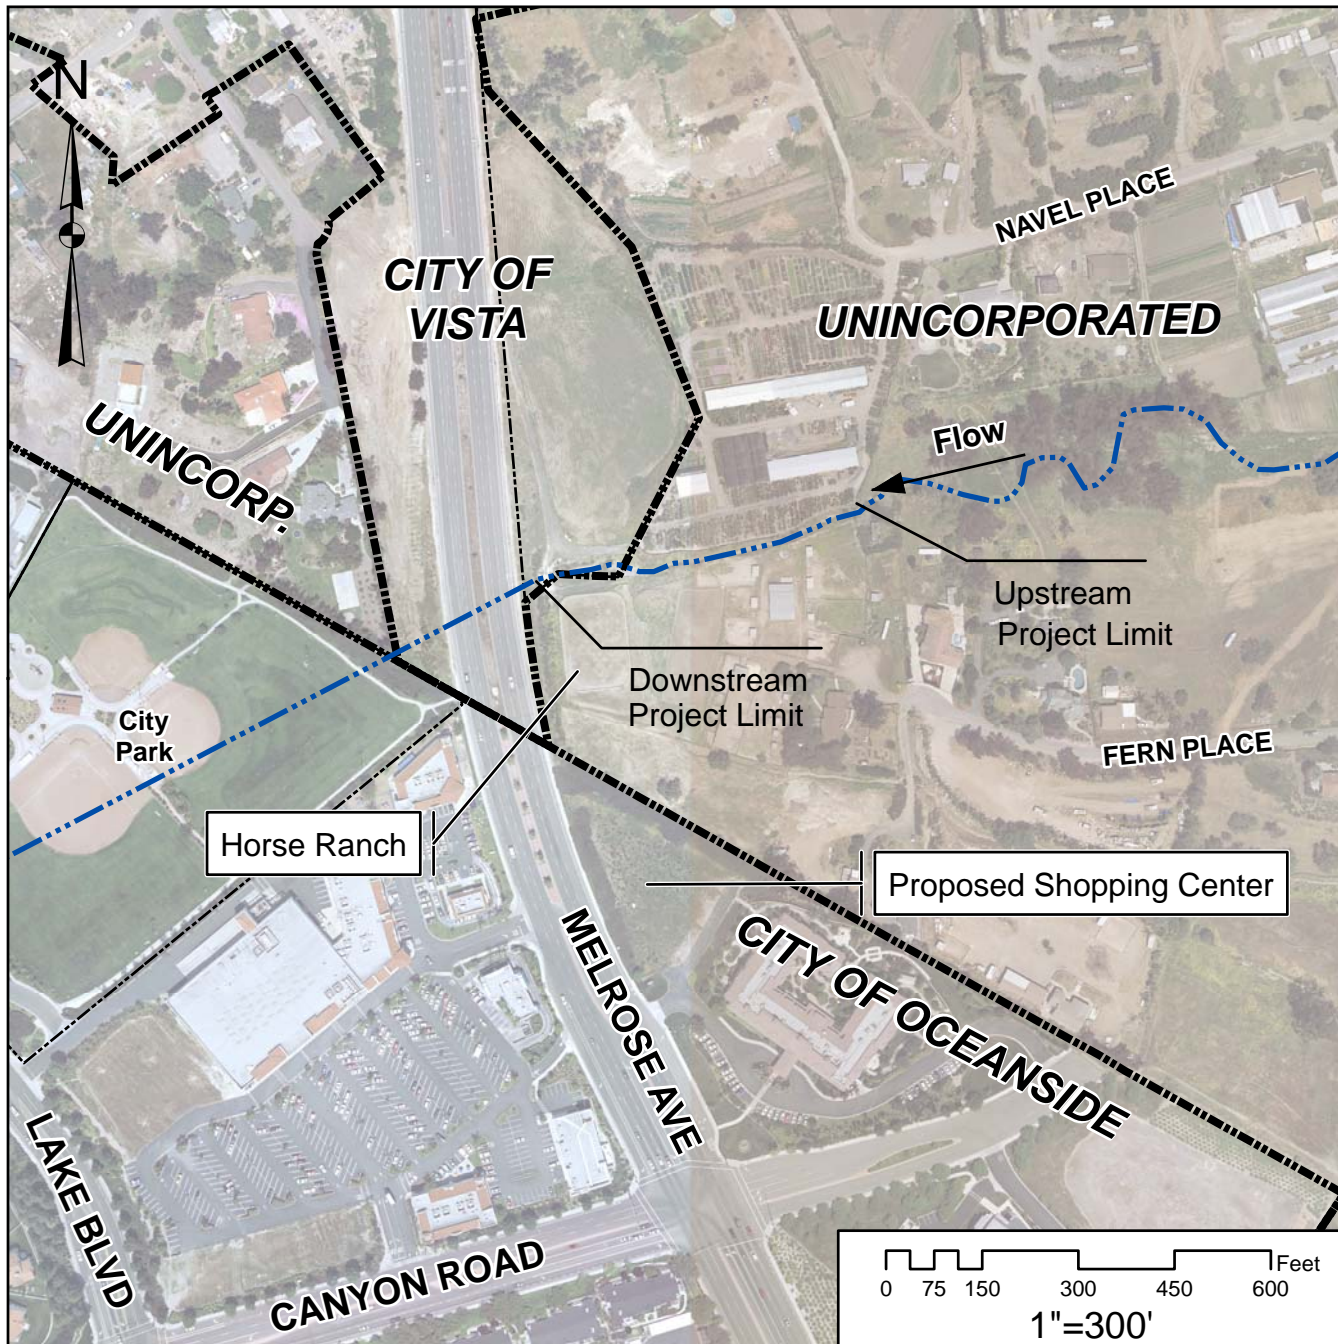 N
NAVEL PLACE
CITY OF
VISTA
UNINCORPORATED
UNINCORP.
Flow
Upstream
Project Limit
Downstream
Project Limit
City
Park
FERN PLACE
Horse Ranch
Proposed Shopping Center
MELROSE AVE
CITY OF OCEANSIDE
LAKE BLVD
CANYON ROAD
Feet
0 75 150 300 450 600
1"=300'